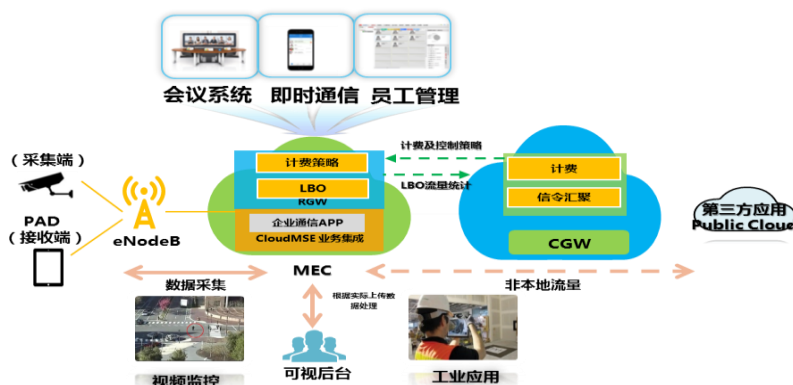 会议系统 即时通信 员工管理
计费及控制策略
LBO流量统计
计费策略
LBO
RGW
企业通信APP
CloudMSE 业务集成
MEC
计费
信令汇聚
CGW
第三方应用
Public Cloud
（采集端）
PAD
（接收端）
eNodeB
数据采集
非本地流量
根据实际上传数
据处理
视频监控
可视后台
工业应用